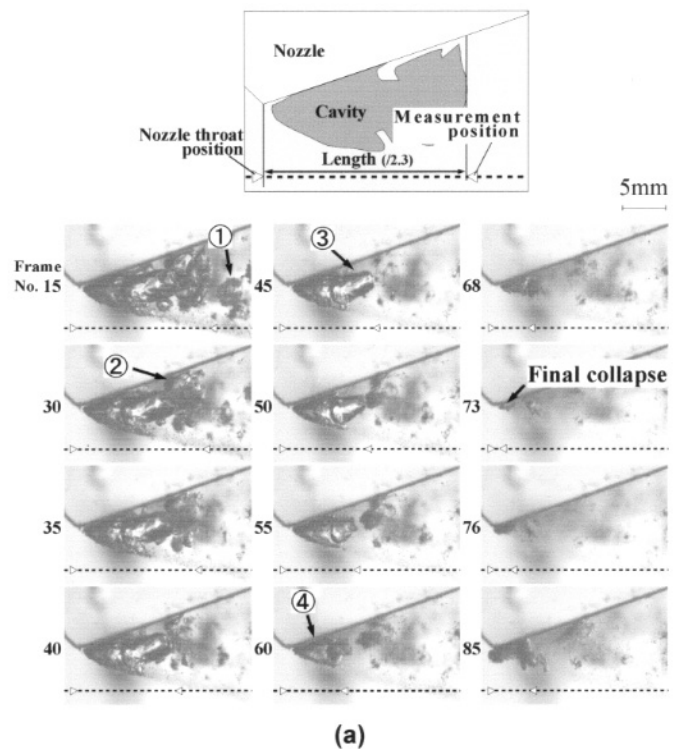 Nozzle
Cavity
Measurement
position
Nozzle throat
position
Length (/2.3)
5mm
Frame
No. 15
①
30
②
35
40
45
③
50
55
60
④
68
73
Final collapse
76
85
(a)